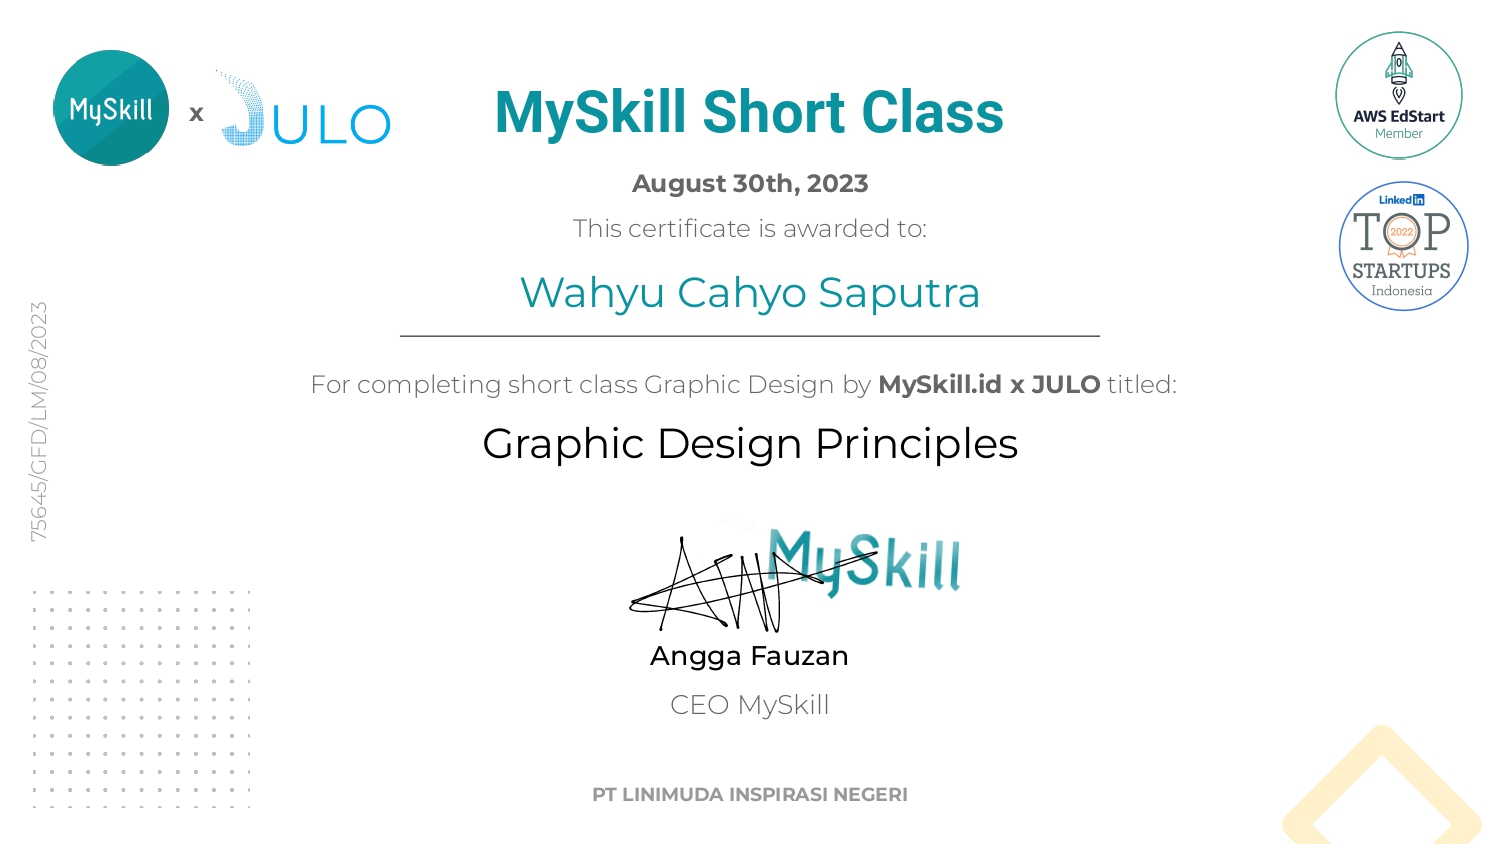 MySkill x JULO
MySkill Short Class
AWS EdStart
Member
August 30th, 2023
LinkedIn
TOP
2022
STARTUPS
Indonesia
This certificate is awarded to:
Wahyu Cahyo Saputra
75645/GFD/LM/08/2023
For completing short class Graphic Design by MySkill.id x JULO titled:
Graphic Design Principles
MySkill
Angga Fauzan
CEO MySkill
PT LINIMUDA INSPIRASI NEGERI